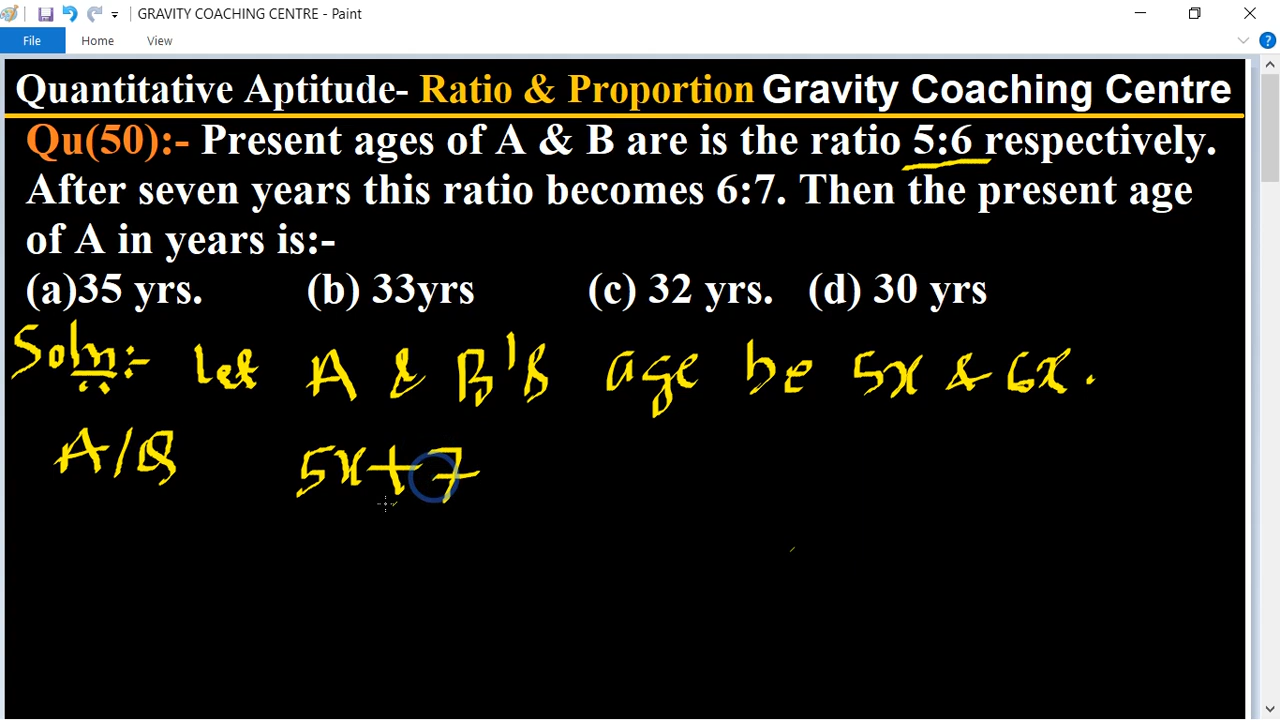 GRAVITY COACHING CENTRE - Paint
File Home View
Quantitative Aptitude- Ratio & Proportion Gravity Coaching Centre
Qu(50):- Present ages of A & B are is the ratio 5:6 respectively.
After seven years this ratio becomes 6:7. Then the present age
of A in years is:-
(a)35 yrs. (b) 33yrs (c) 32 yrs. (d) 30 yrs
Soln:- Let A & B's age be 5x & 6x.
A/Q 5x+7